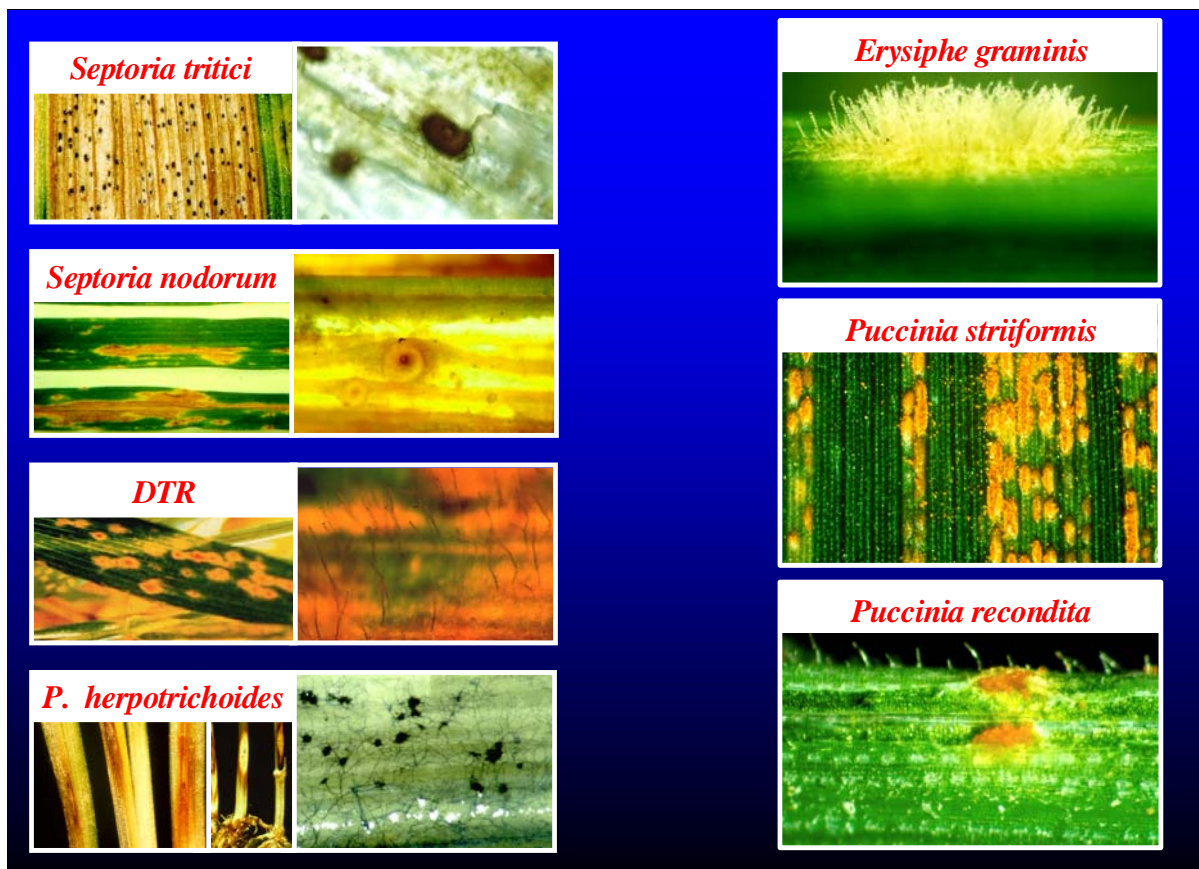 Septoria tritici
Septoria nodorum
DTR
P. herpotrichoides
Erysiphe graminis
Puccinia striiformis
Puccinia recondita